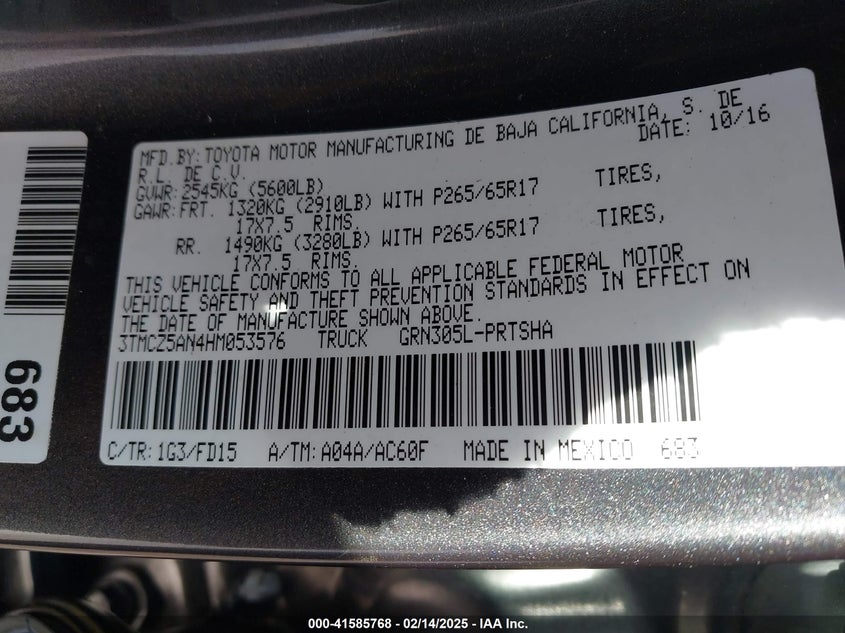 MFD.BY: TOYOTA MOTOR MANUFACTURING DE BAJA CALIFORNIA, S. DE
R.L. DE C.V. DATE: 10/16
GVWR: 2545KG (5600LB)
GAWR: FRT. 1320KG (2910LB) WITH P265/65R17 TIRES,
17X7.5 RIMS.
RR. 1490KG (3280LB) WITH P265/65R17 TIRES,
17X7.5 RIMS.
THIS VEHICLE CONFORMS TO ALL APPLICABLE FEDERAL MOTOR
VEHICLE SAFETY AND THEFT PREVENTION STANDARDS IN EFFECT ON
THE DATE OF MANUFACTURE SHOWN ABOVE.
3TMCZ5AN4HM053576 TRUCK GRN305L-PRTSHA
C/TR: 1G3/FD15 A/TM: A04A/AC60F MADE IN MEXICO 683
683
000-41585768 - 02/14/2025 - IAA Inc.